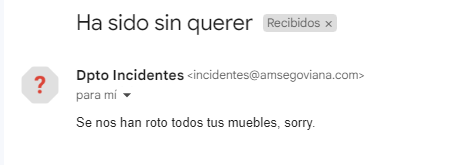 Ha sido sin querer Recibidos ×
?
Dpto Incidentes <incidentes@amsegoviana.com>
para mí
Se nos han roto todos tus muebles, sorry.